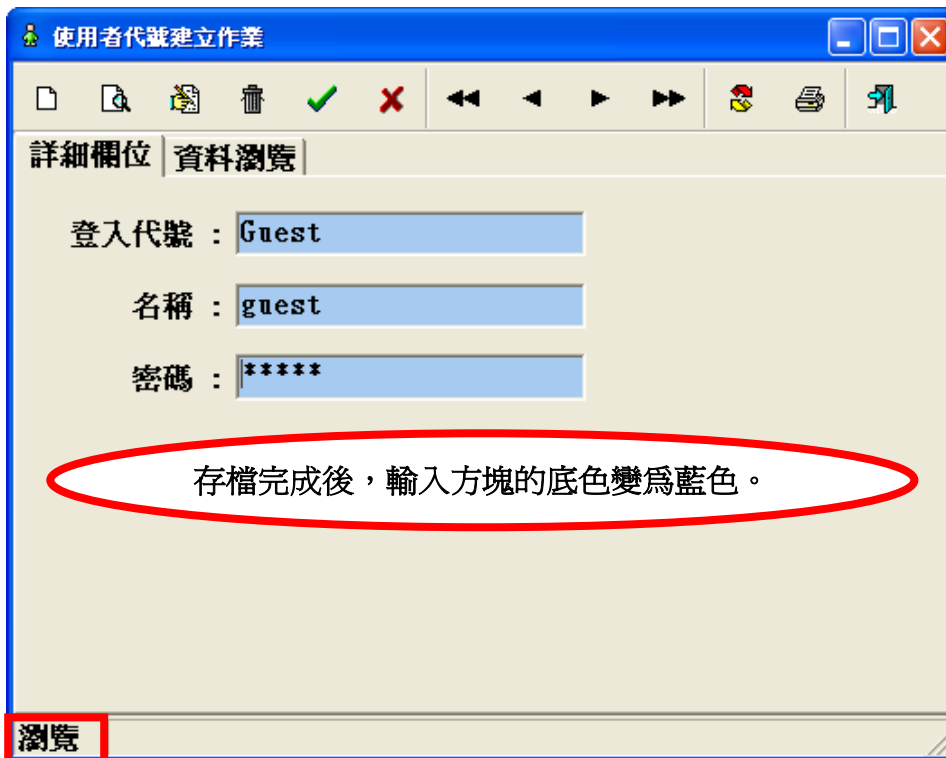 使用者代號建立作業
詳細欄位 資料瀏覽
登入代號 : Guest
名稱 : guest
密碼 : *****
存檔完成後，輸入方塊的底色變爲藍色。
瀏覽